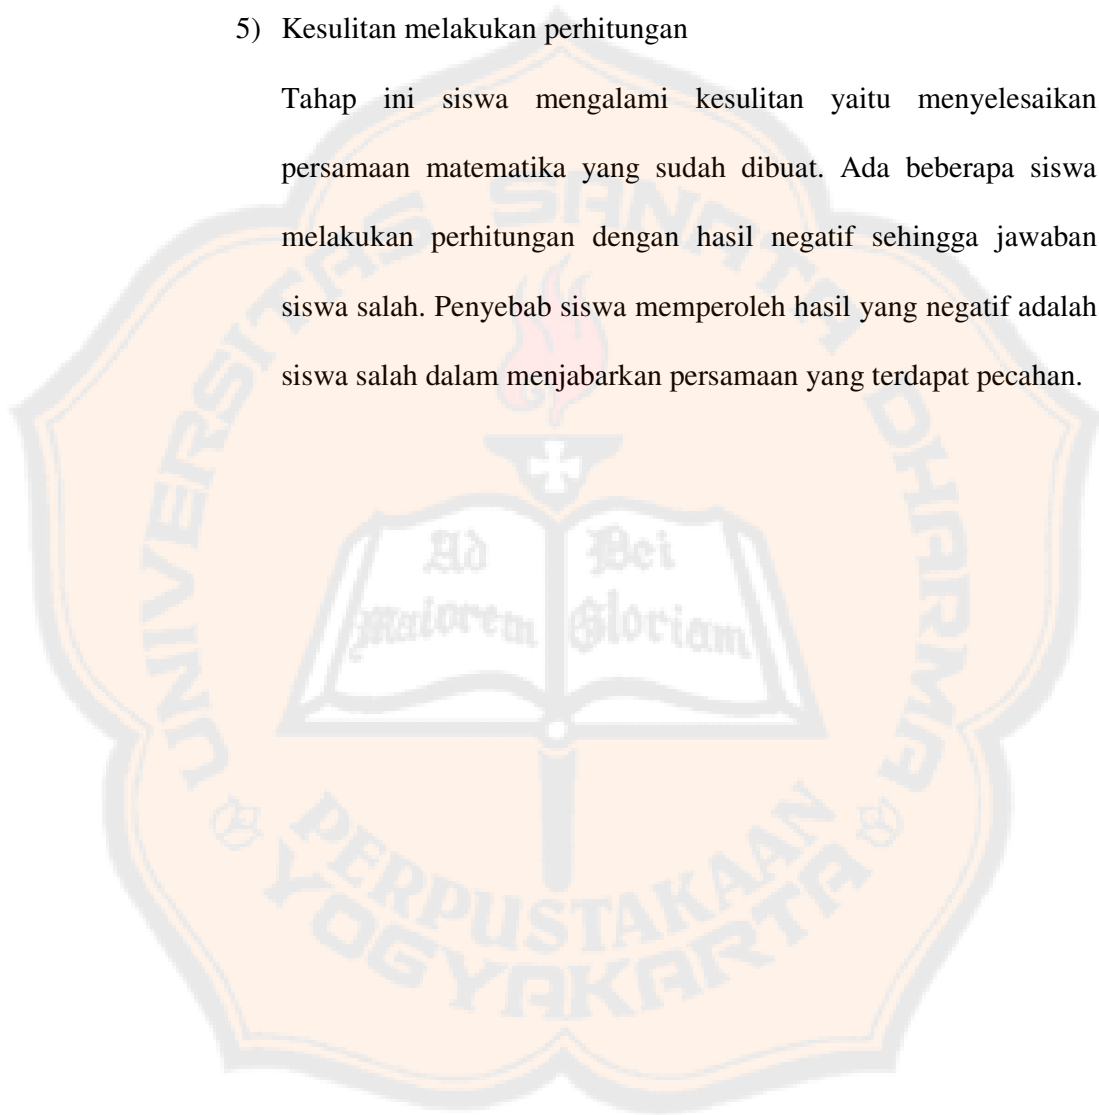 5) Kesulitan melakukan perhitungan
Tahap ini siswa mengalami kesulitan yaitu menyelesaikan
persamaan matematika yang sudah dibuat. Ada beberapa siswa
melakukan perhitungan dengan hasil negatif sehingga jawaban
siswa salah. Penyebab siswa memperoleh hasil yang negatif adalah
siswa salah dalam menjabarkan persamaan yang terdapat pecahan.
UNIVERSITAS SANATA DHARMA
Ad Dei
maiorem Gloriam
PERPUSTAKAAN
YOGYAKARTA